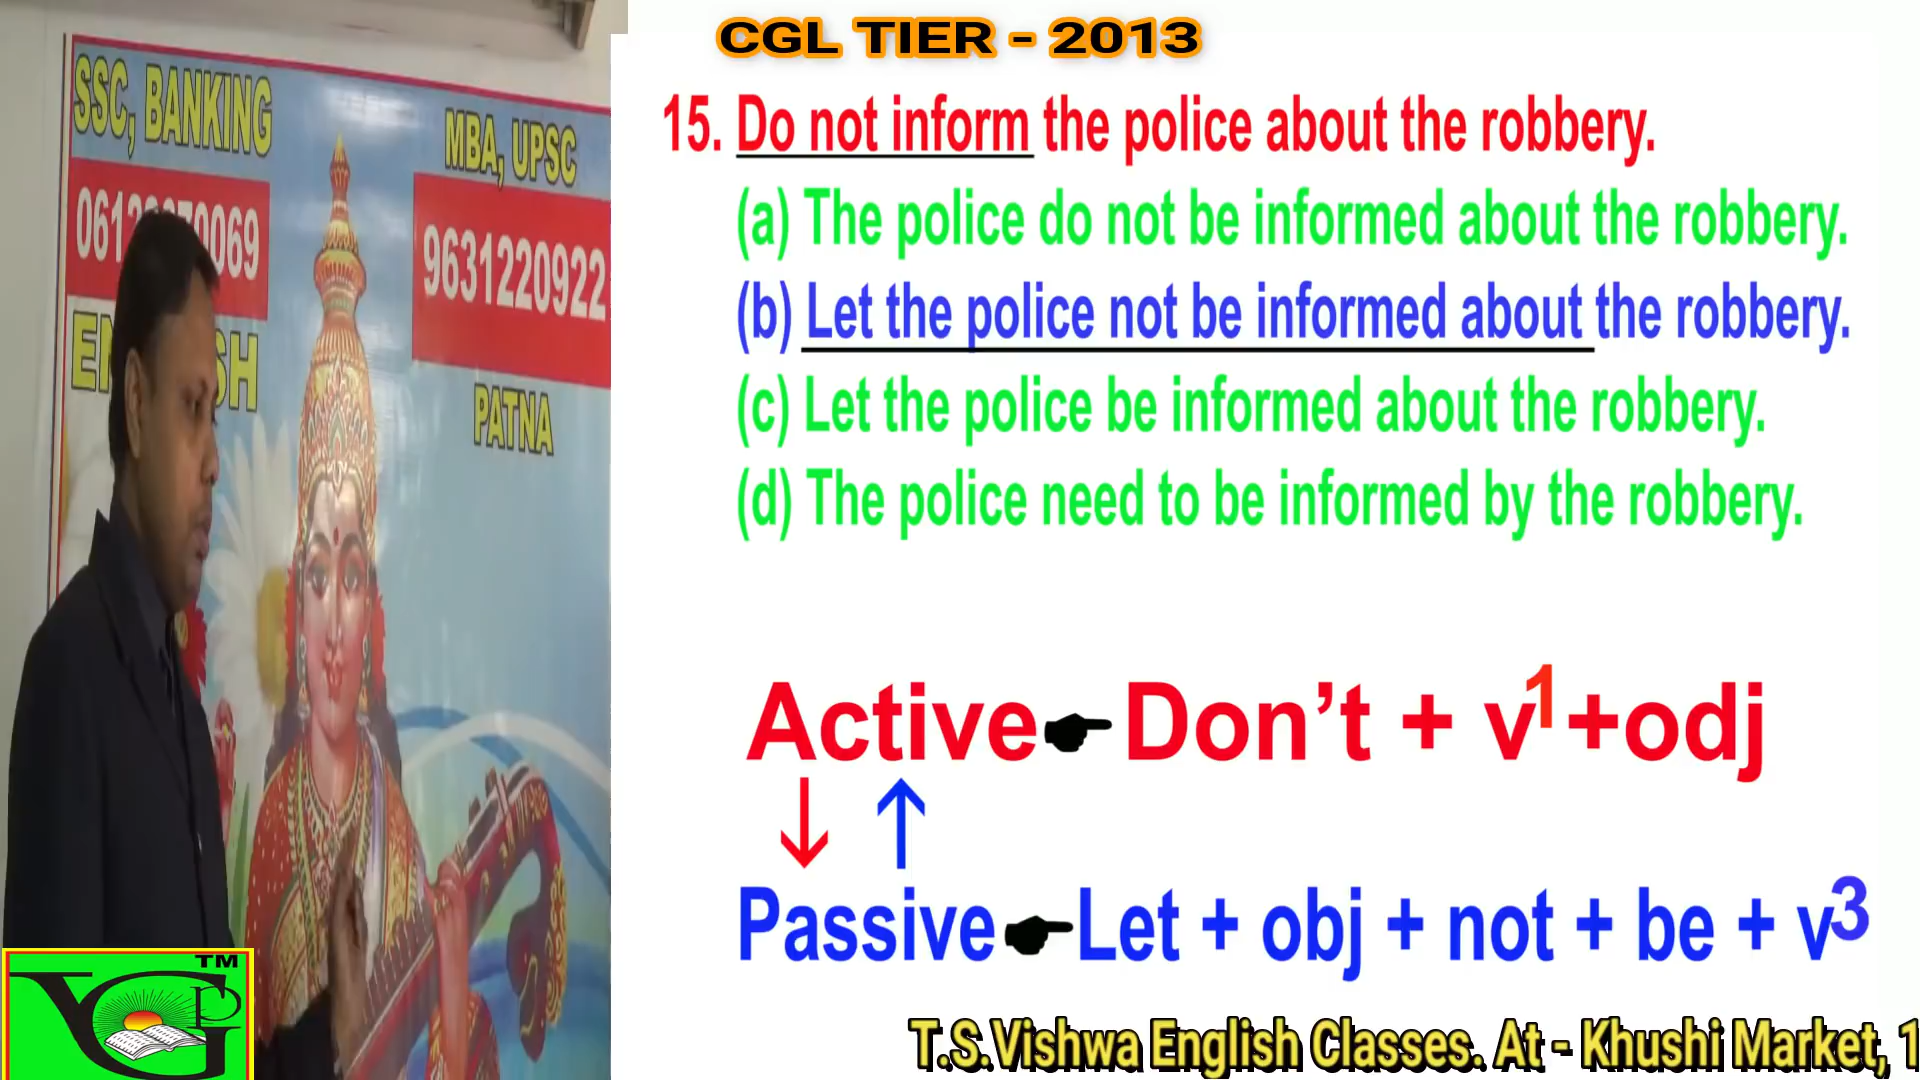 CGL TIER - 2013
SSC, BANKING
MBA, UPSC
9631220922
PATNA
15. Do not inform the police about the robbery.
(a) The police do not be informed about the robbery.
(b) Let the police not be informed about the robbery.
(c) Let the police be informed about the robbery.
(d) The police need to be informed by the robbery.
Active Don't + v1+odj
Passive Let + obj + not + be + v3
TM
T.S.Vishwa English Classes. At - Khushi Market, 1